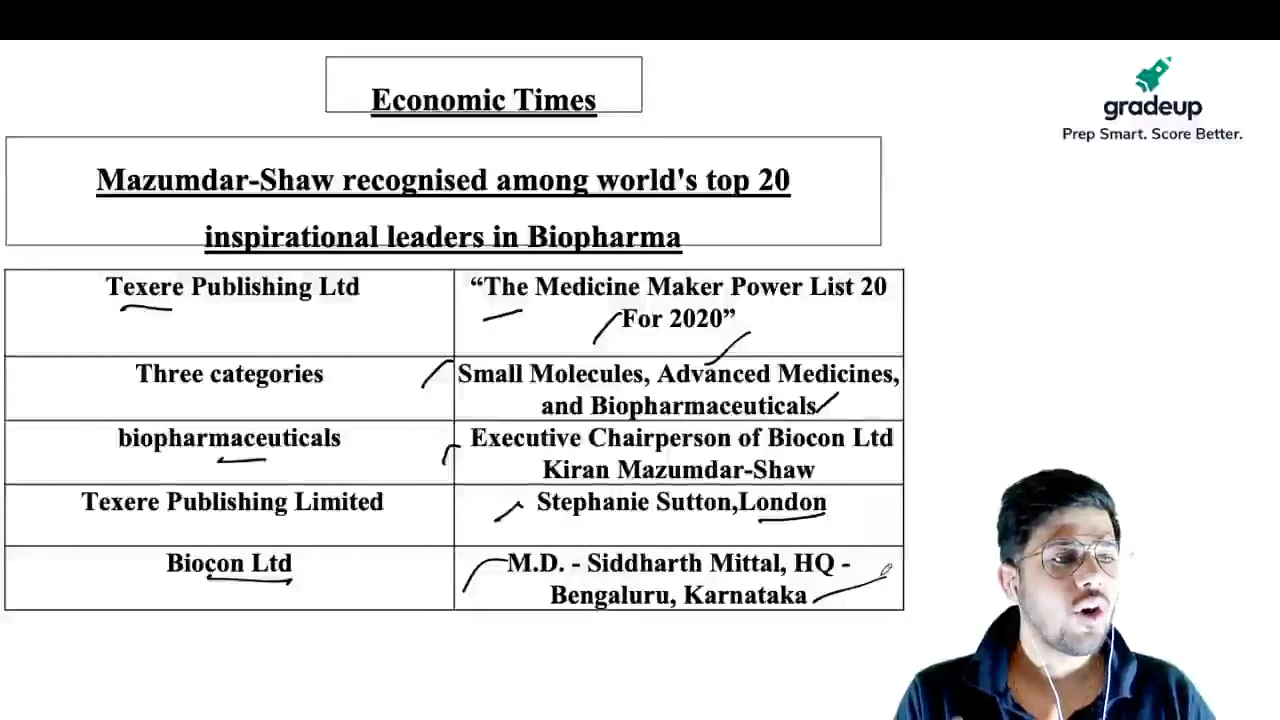 Economic Times
gradeup
Prep Smart. Score Better.
Mazumdar-Shaw recognised among world's top 20
inspirational leaders in Biopharma
Texere Publishing Ltd
“The Medicine Maker Power List 20
For 2020”
Three categories
Small Molecules, Advanced Medicines,
and Biopharmaceuticals
biopharmaceuticals
Executive Chairperson of Biocon Ltd
Kiran Mazumdar-Shaw
Texere Publishing Limited
Stephanie Sutton,London
Biocon Ltd
M.D. - Siddharth Mittal, HQ -
Bengaluru, Karnataka